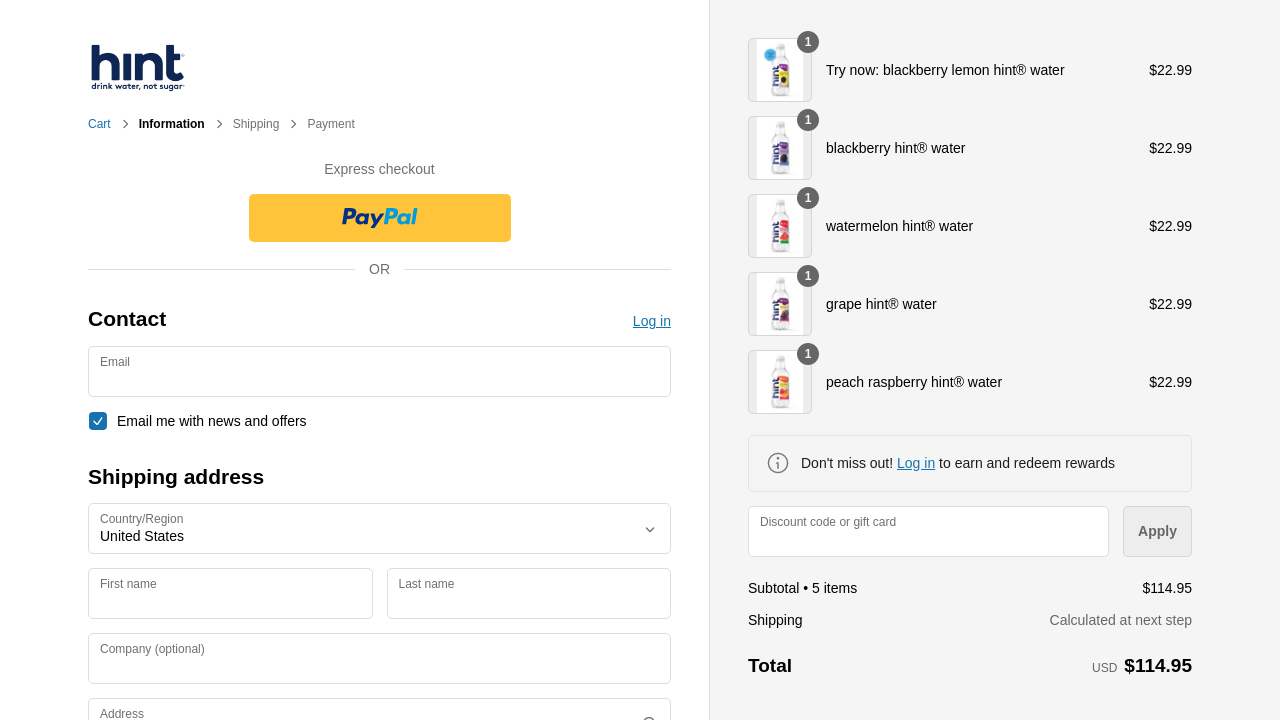 hint
drink water, not sugar
Cart
Information
Shipping
Payment
Express checkout
PayPal
OR
Contact
Log in
Email
Email me with news and offers
Shipping address
Country/Region
United States
First name
Last name
Company (optional)
Address
1
Try now: blackberry lemon hint® water
$22.99
1
blackberry hint® water
$22.99
1
watermelon hint® water
$22.99
1
grape hint® water
$22.99
1
peach raspberry hint® water
$22.99
Don't miss out! Log in to earn and redeem rewards
Discount code or gift card
Apply
Subtotal • 5 items
$114.95
Shipping
Calculated at next step
Total
USD $114.95